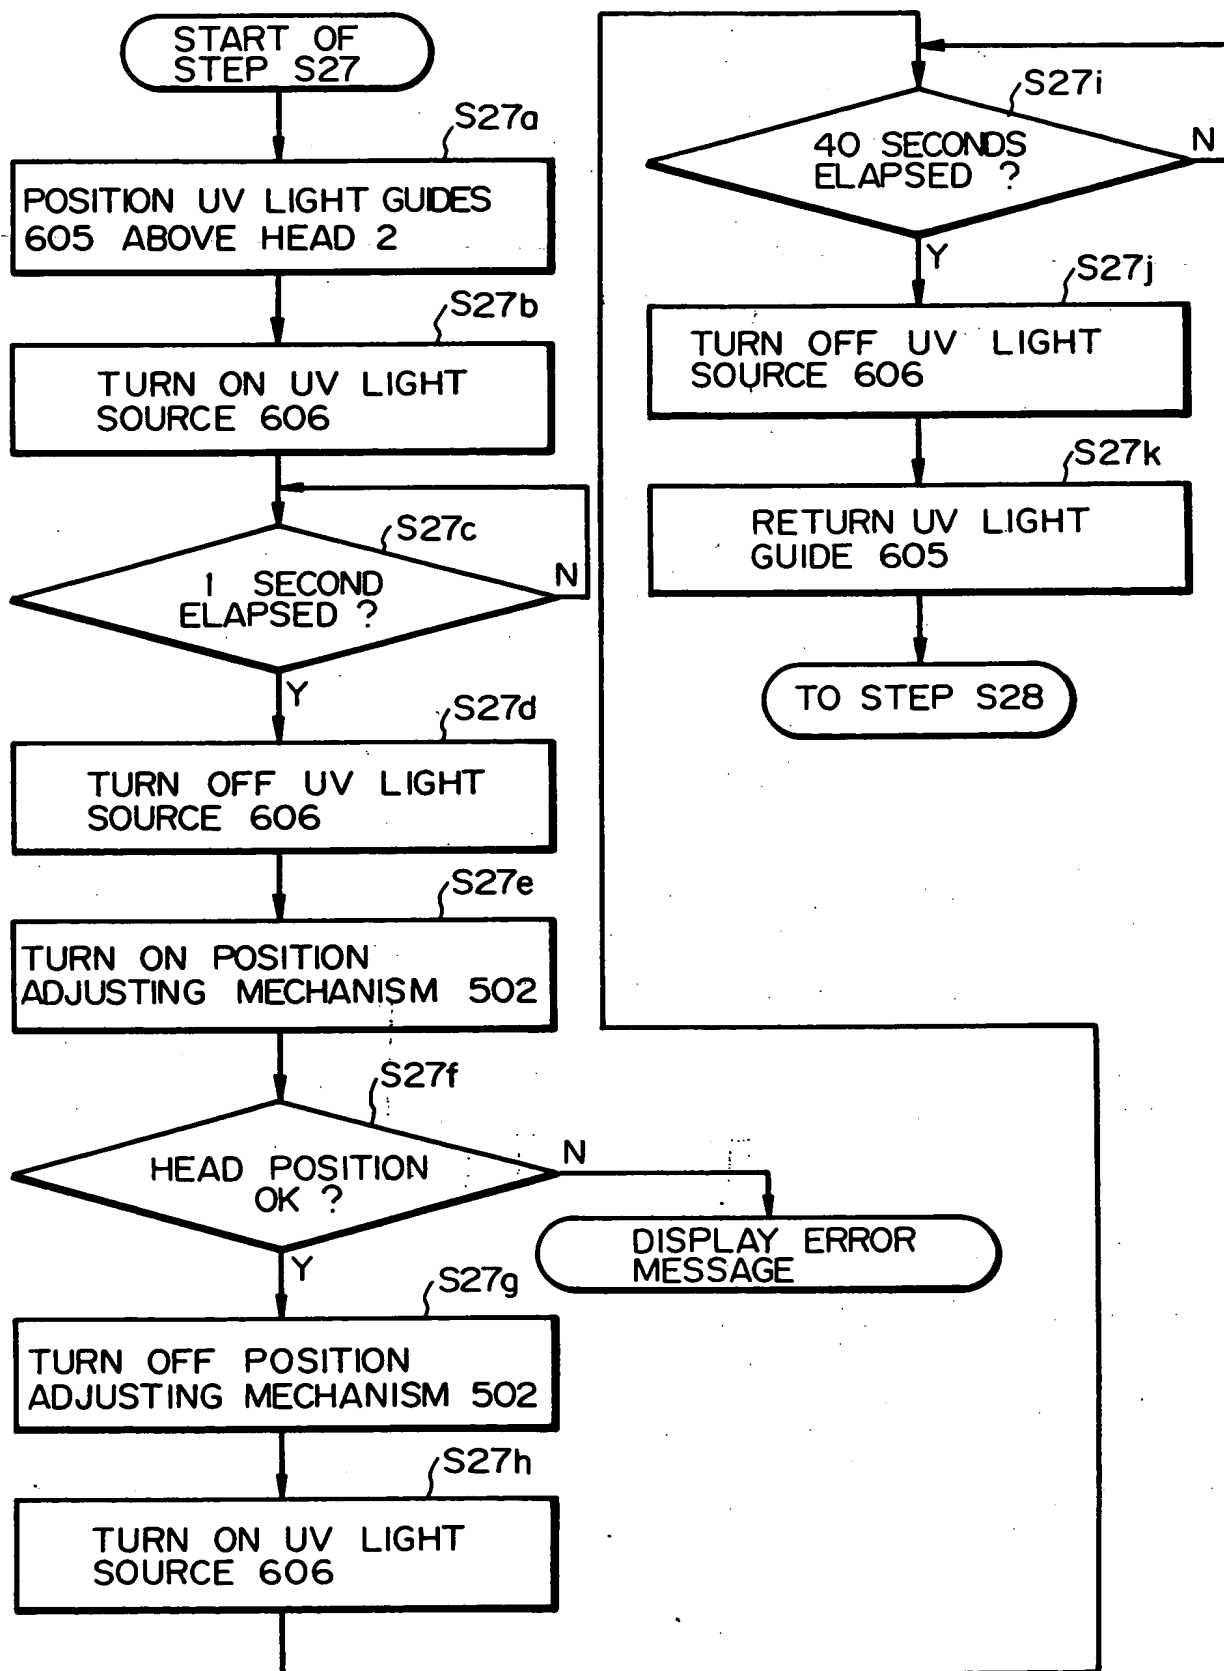 START OF
STEP S27
S27a
POSITION UV LIGHT GUIDES
605 ABOVE HEAD 2
S27b
TURN ON UV LIGHT
SOURCE 606
S27c
1 SECOND
ELAPSED ?
N
Y
S27d
TURN OFF UV LIGHT
SOURCE 606
S27e
TURN ON POSITION
ADJUSTING MECHANISM 502
S27f
HEAD POSITION
OK ?
N
DISPLAY ERROR
MESSAGE
Y
S27g
TURN OFF POSITION
ADJUSTING MECHANISM 502
S27h
TURN ON UV LIGHT
SOURCE 606
S27i
40 SECONDS
ELAPSED ?
N
Y
S27j
TURN OFF UV LIGHT
SOURCE 606
S27k
RETURN UV LIGHT
GUIDE 605
TO STEP S28